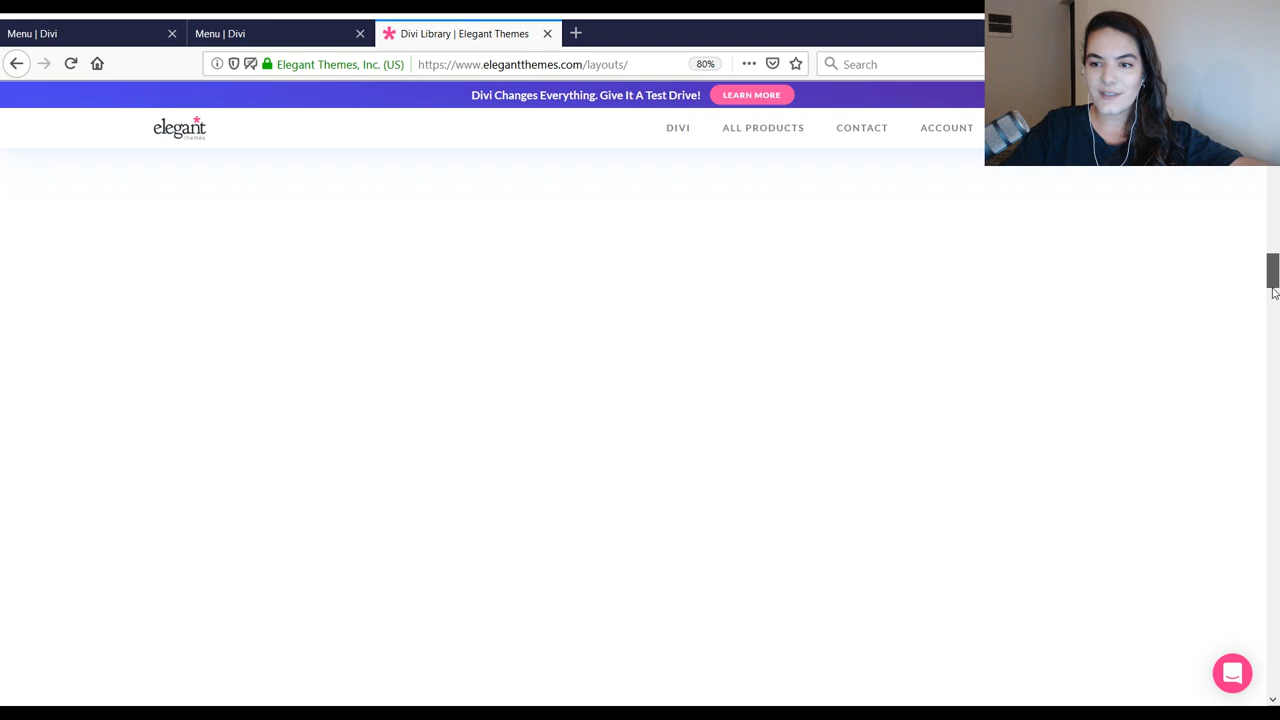 Menu | Divi
Menu | Divi
Divi Library | Elegant Themes
Elegant Themes, Inc. (US)
https://www.elegantthemes.com/layouts/
80%
Search
Divi Changes Everything. Give It A Test Drive!
LEARN MORE
elegant
themes
DIVI
ALL PRODUCTS
CONTACT
ACCOUNT